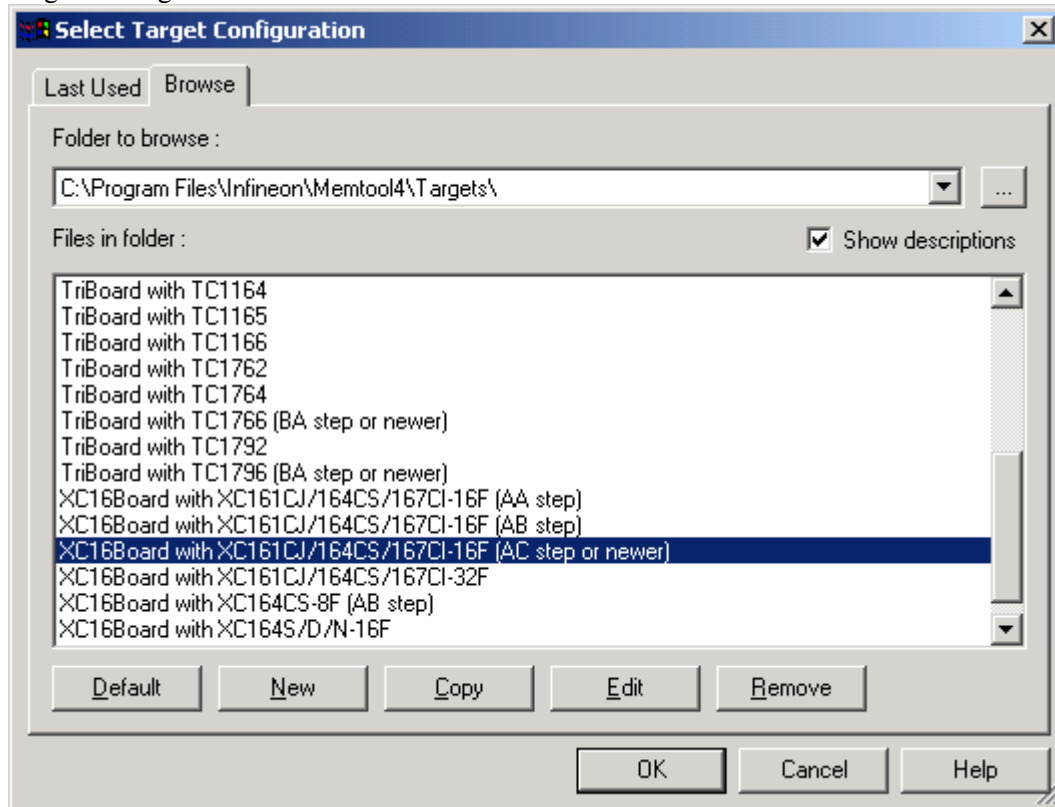 Select Target Configuration
Last Used Browse
Folder to browse :
C:\Program Files\Infineon\Memtool4\Targets\
...
Files in folder :
Show descriptions
TriBoard with TC1164
TriBoard with TC1165
TriBoard with TC1166
TriBoard with TC1762
TriBoard with TC1764
TriBoard with TC1766 (BA step or newer)
TriBoard with TC1792
TriBoard with TC1796 (BA step or newer)
XC16Board with XC161CJ/164CS/167CI-16F (AA step)
XC16Board with XC161CJ/164CS/167CI-16F (AB step)
XC16Board with XC161CJ/164CS/167CI-16F (AC step or newer)
XC16Board with XC161CJ/164CS/167CI-32F
XC16Board with XC164CS-8F (AB step)
XC16Board with XC164S/D/N-16F
Default New Copy Edit Remove
OK Cancel Help